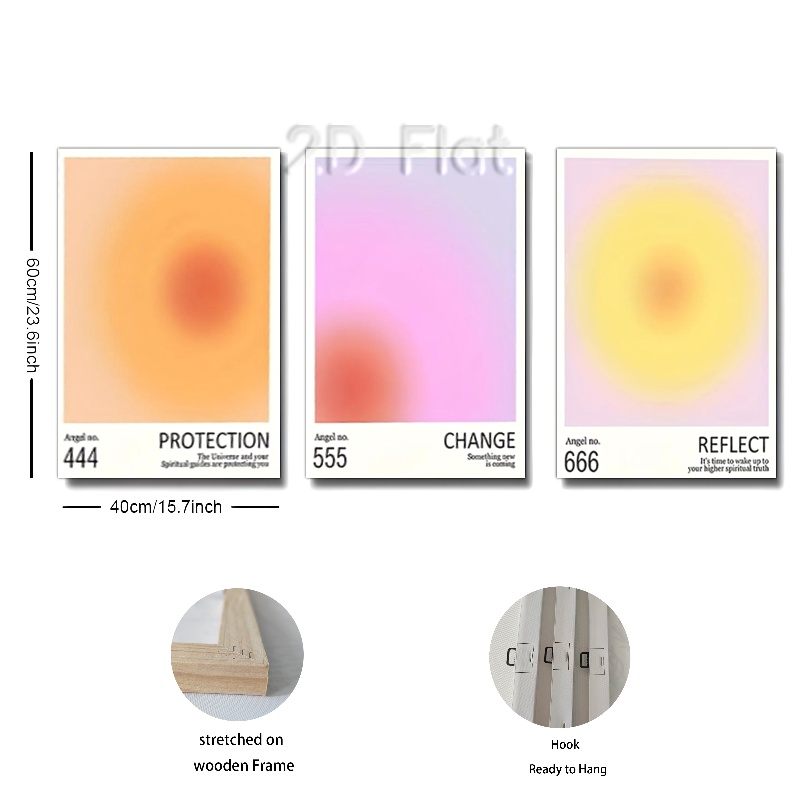 2D Flat
60cm/23.6inch
Angel no.
444
PROTECTION
The Universe and your
Spiritual guides are protecting you
Angel no.
555
CHANGE
Something new
is coming
Angel no.
666
REFLECT
It's time to wake up to
your higher spiritual truth
40cm/15.7inch
stretched on
wooden Frame
Hook
Ready to Hang